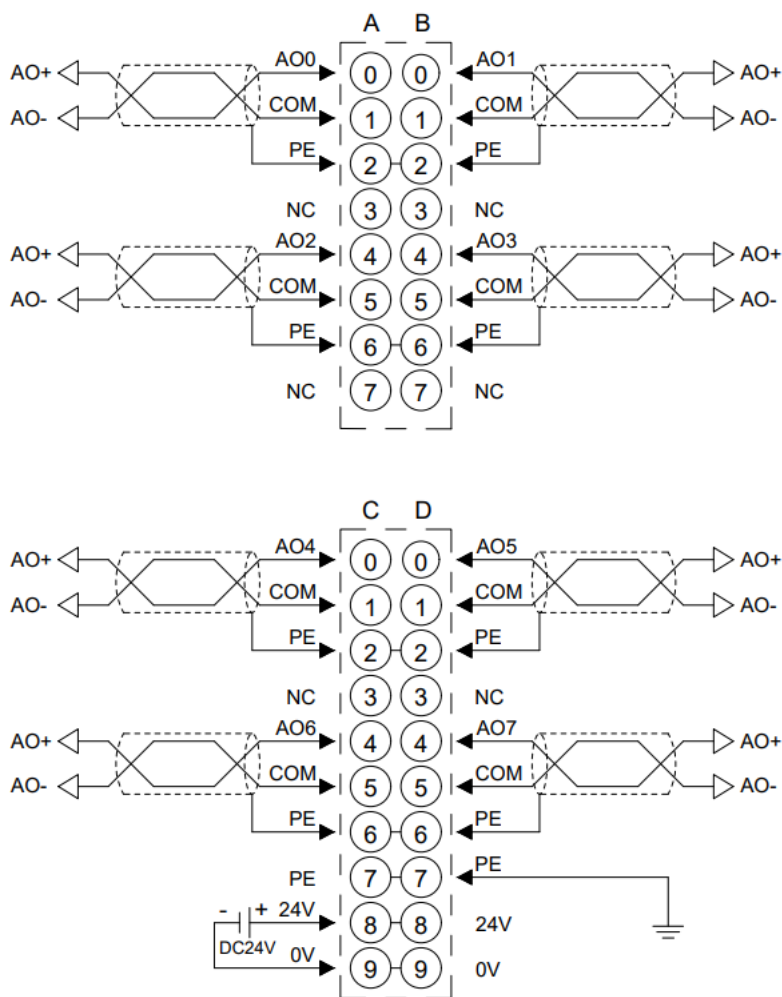 A B
AO+ AO0 0 0 AO1 AO+
AO- COM 1 1 COM AO-
PE 2 2 PE
NC 3 3 NC
AO+ AO2 4 4 AO3 AO+
AO- COM 5 5 COM AO-
PE 6 6 PE
NC 7 7 NC
C D
AO+ AO4 0 0 AO5 AO+
AO- COM 1 1 COM AO-
PE 2 2 PE
NC 3 3 NC
AO+ AO6 4 4 AO7 AO+
AO- COM 5 5 COM AO-
PE 6 6 PE
PE 7 7 PE
- + 24V 8 8 24V
DC24V
0V 9 9 0V